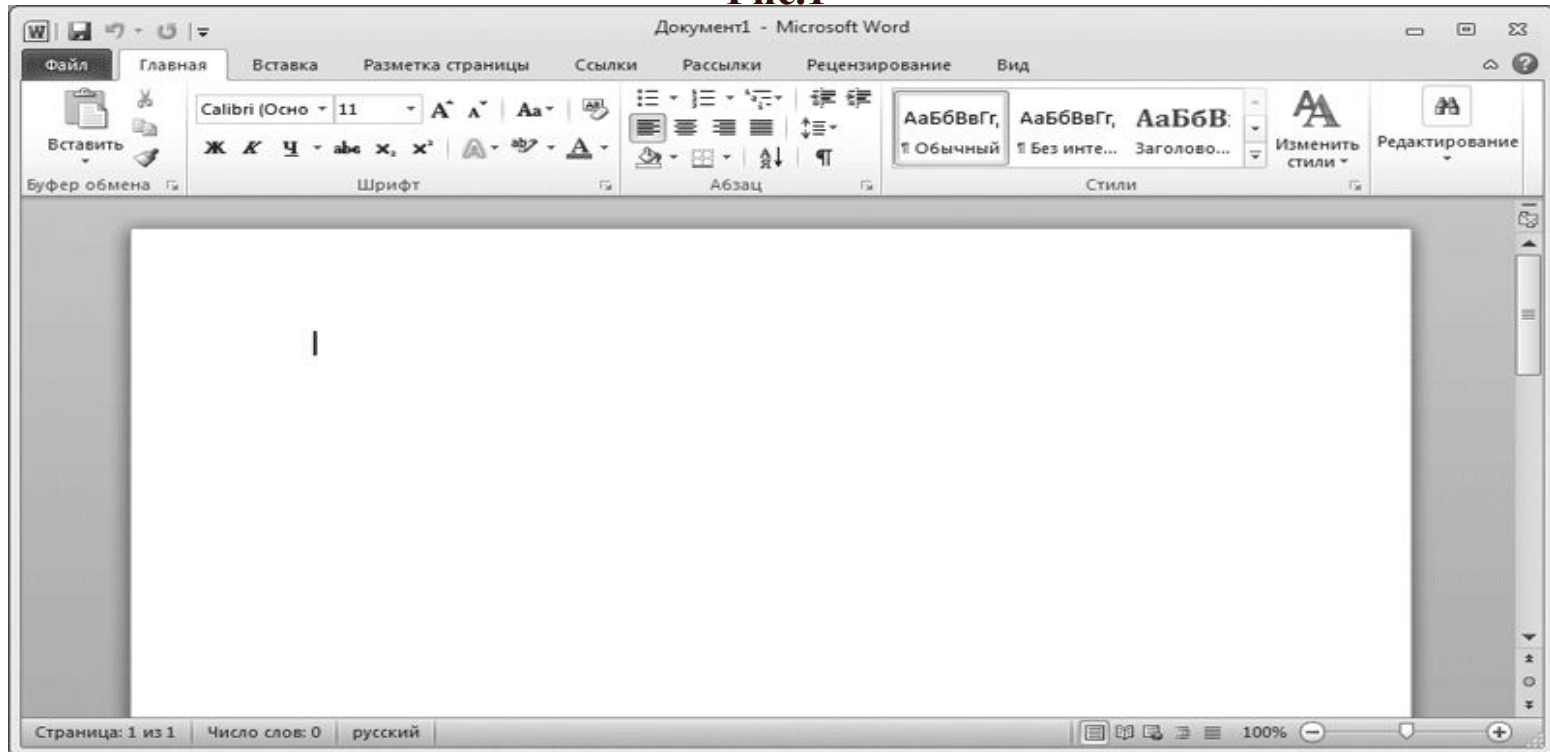 Рис.1
Документ1 - Microsoft Word
Файл Главная Вставка Разметка страницы Ссылки Рассылки Рецензирование Вид
Calibri (Осно 11 Aa
Вставить
Ж К Ч abc x₂ x²
АаБбВвГг, АаБбВвГг, АаБбВ
¶ Обычный ¶ Без инте... Заголово...
Изменить стили
Редактирование
Буфер обмена Шрифт Абзац Стили
Страница: 1 из 1 Число слов: 0 русский 100%